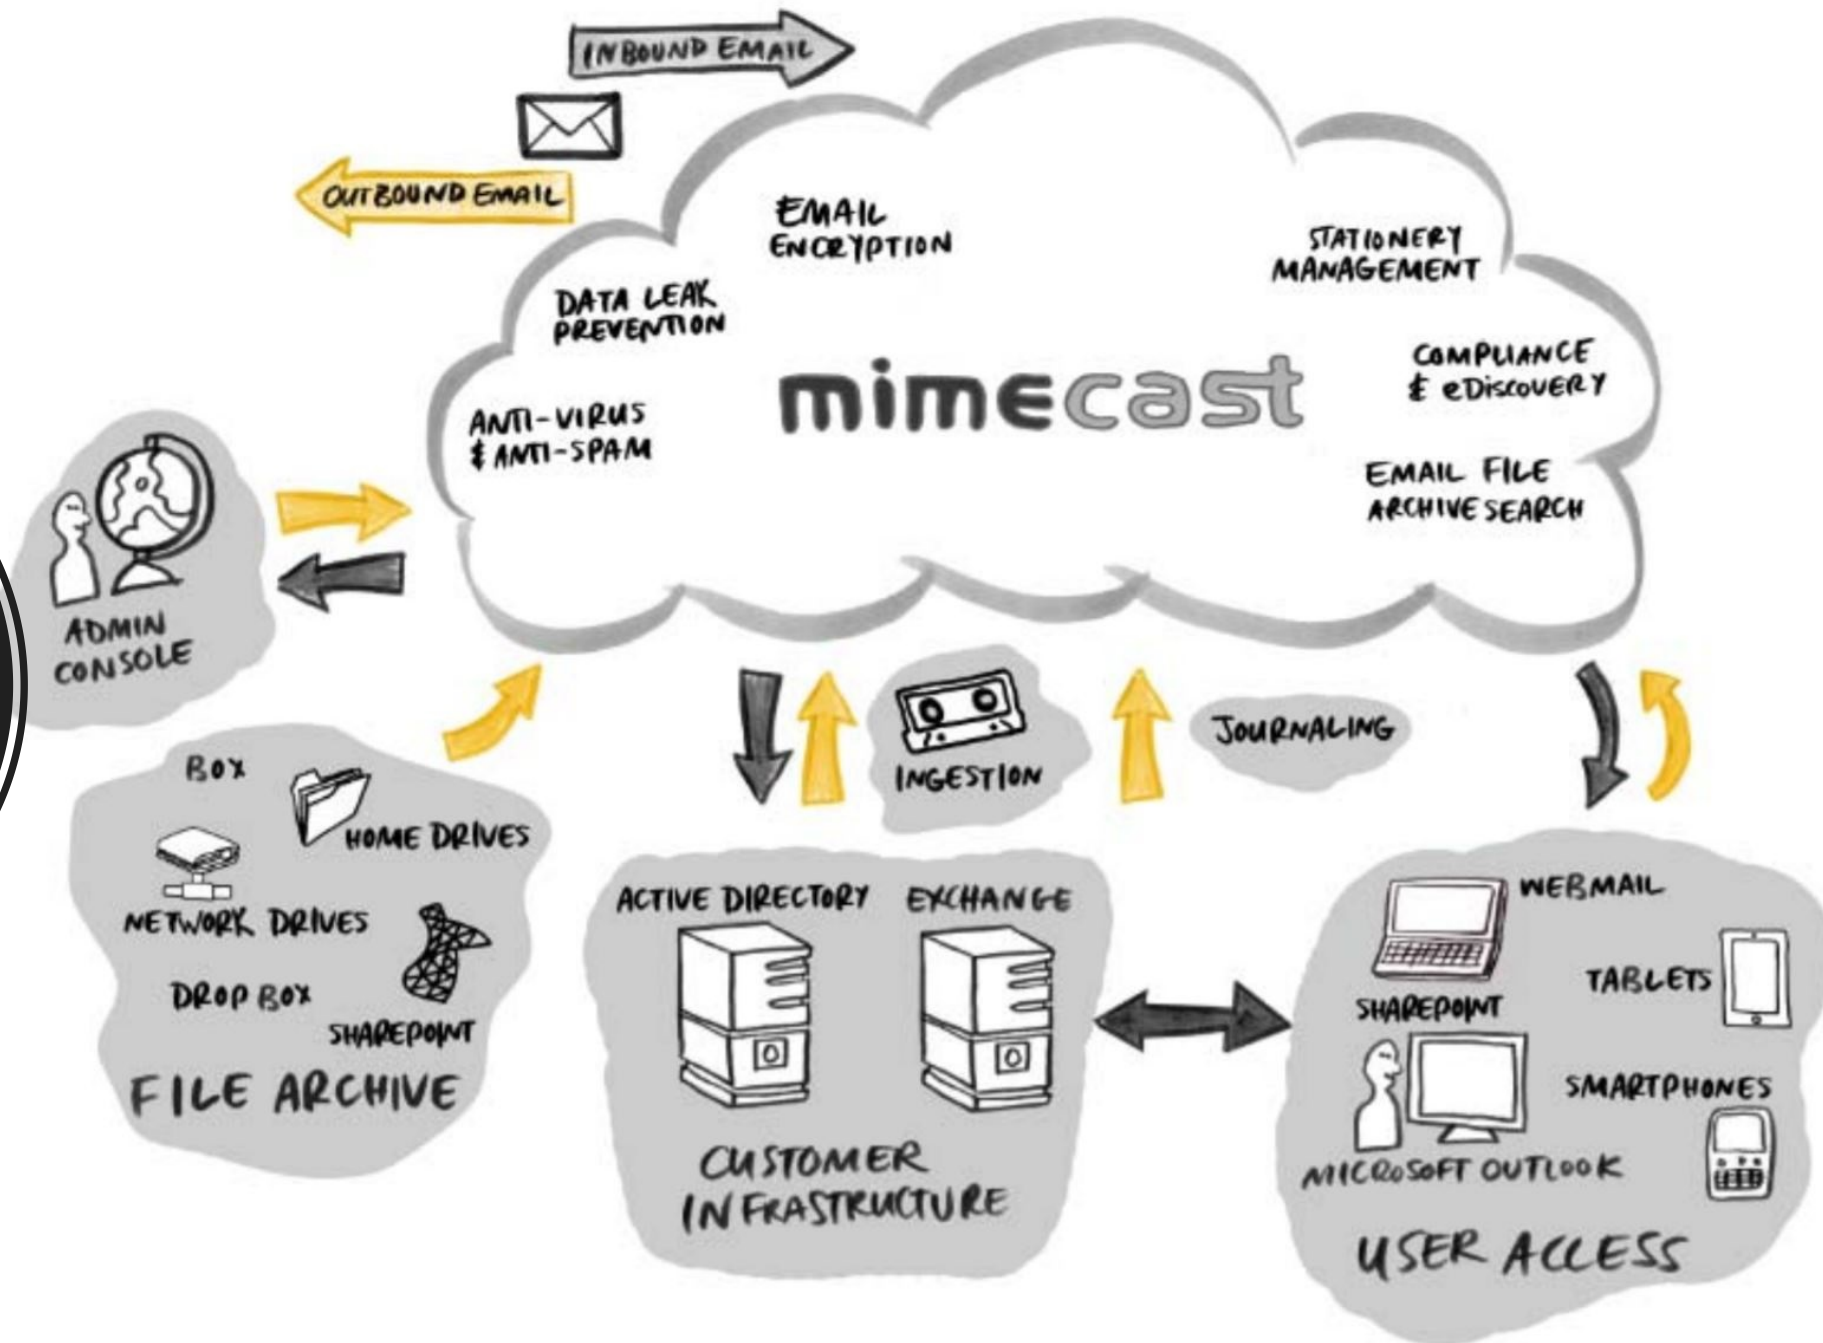 INBOUND EMAIL
OUTBOUND EMAIL
EMAIL
ENCRYPTION
STATIONERY
MANAGEMENT
DATA LEAK
PREVENTION
mimecast
COMPLIANCE
& eDISCOVERY
ANTI-VIRUS
& ANTI-SPAM
EMAIL FILE
ARCHIVE SEARCH
ADMIN
CONSOLE
INGESTION
JOURNALING
BOX
HOME DRIVES
NETWORK DRIVES
DROP BOX
SHAREPOINT
FILE ARCHIVE
ACTIVE DIRECTORY
EXCHANGE
CUSTOMER
INFRASTRUCTURE
WEBMAIL
TABLETS
SHAREPOINT
SMARTPHONES
MICROSOFT OUTLOOK
USER ACCESS